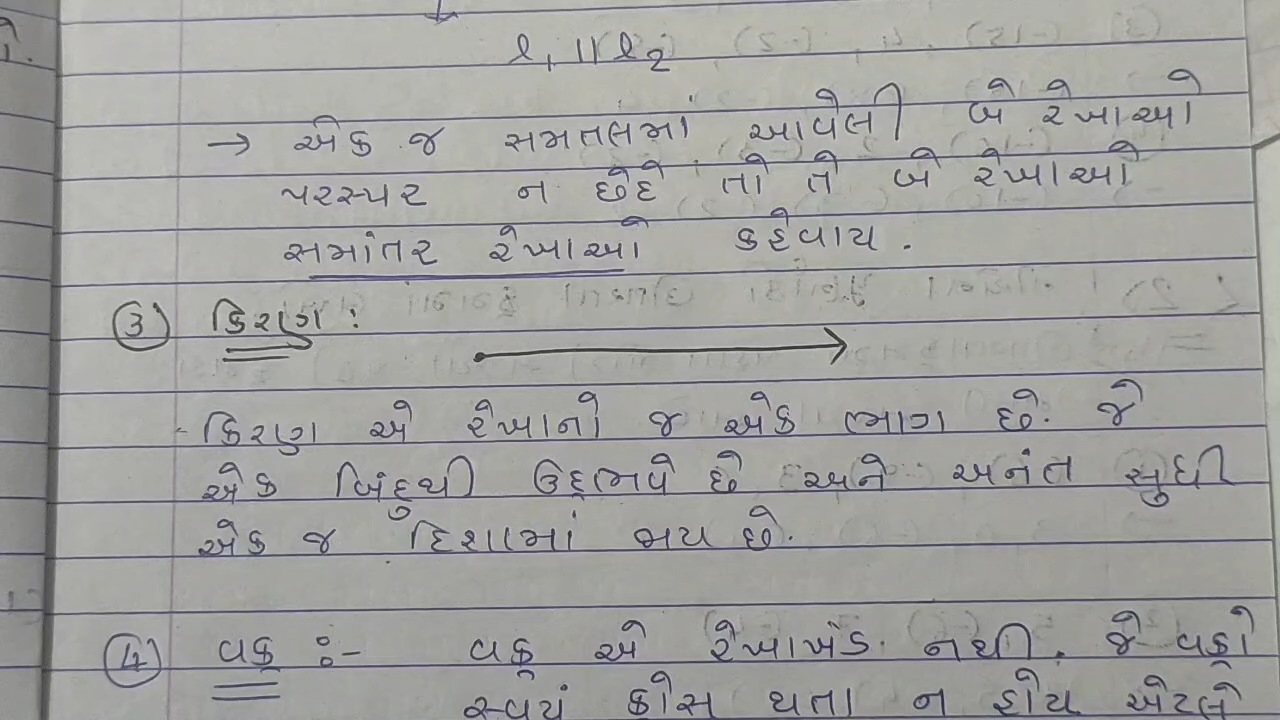 l₁ || l₂
→ એક જ સમતલમાં આવેલી બે રેખાઓ
પરસ્પર ન છેદે તો તે બે રેખાઓ
સમાંતર રેખાઓ કહેવાય.
③ કિરણ :
- કિરણ એ રેખાનો જ એક ભાગ છે. જે
એક બિંદુથી ઉદ્દભવે છે અને અનંત સુધી
એક જ દિશામાં જાય છે.
④ વક્ર :- વક્ર એ રેખાખંડ નથી. જે વક્રો
સ્વયં ક્રોસ થતા ન હોય એટલે